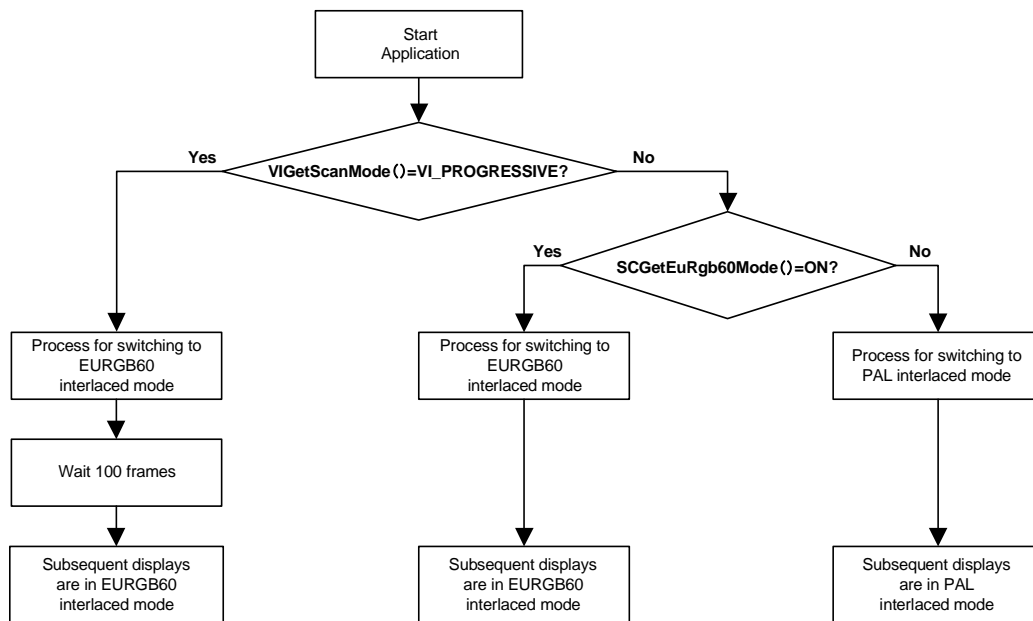 Start
Application
Yes
VIGetScanMode()=VI_PROGRESSIVE?
No
Yes
SCGetEuRgb60Mode()=ON?
No
Process for switching to
EURGB60
interlaced mode
Process for switching to
EURGB60
interlaced mode
Process for switching to
PAL interlaced mode
Wait 100 frames
Subsequent displays
are in EURGB60
interlaced mode
Subsequent displays
are in EURGB60
interlaced mode
Subsequent displays
are in PAL
interlaced mode